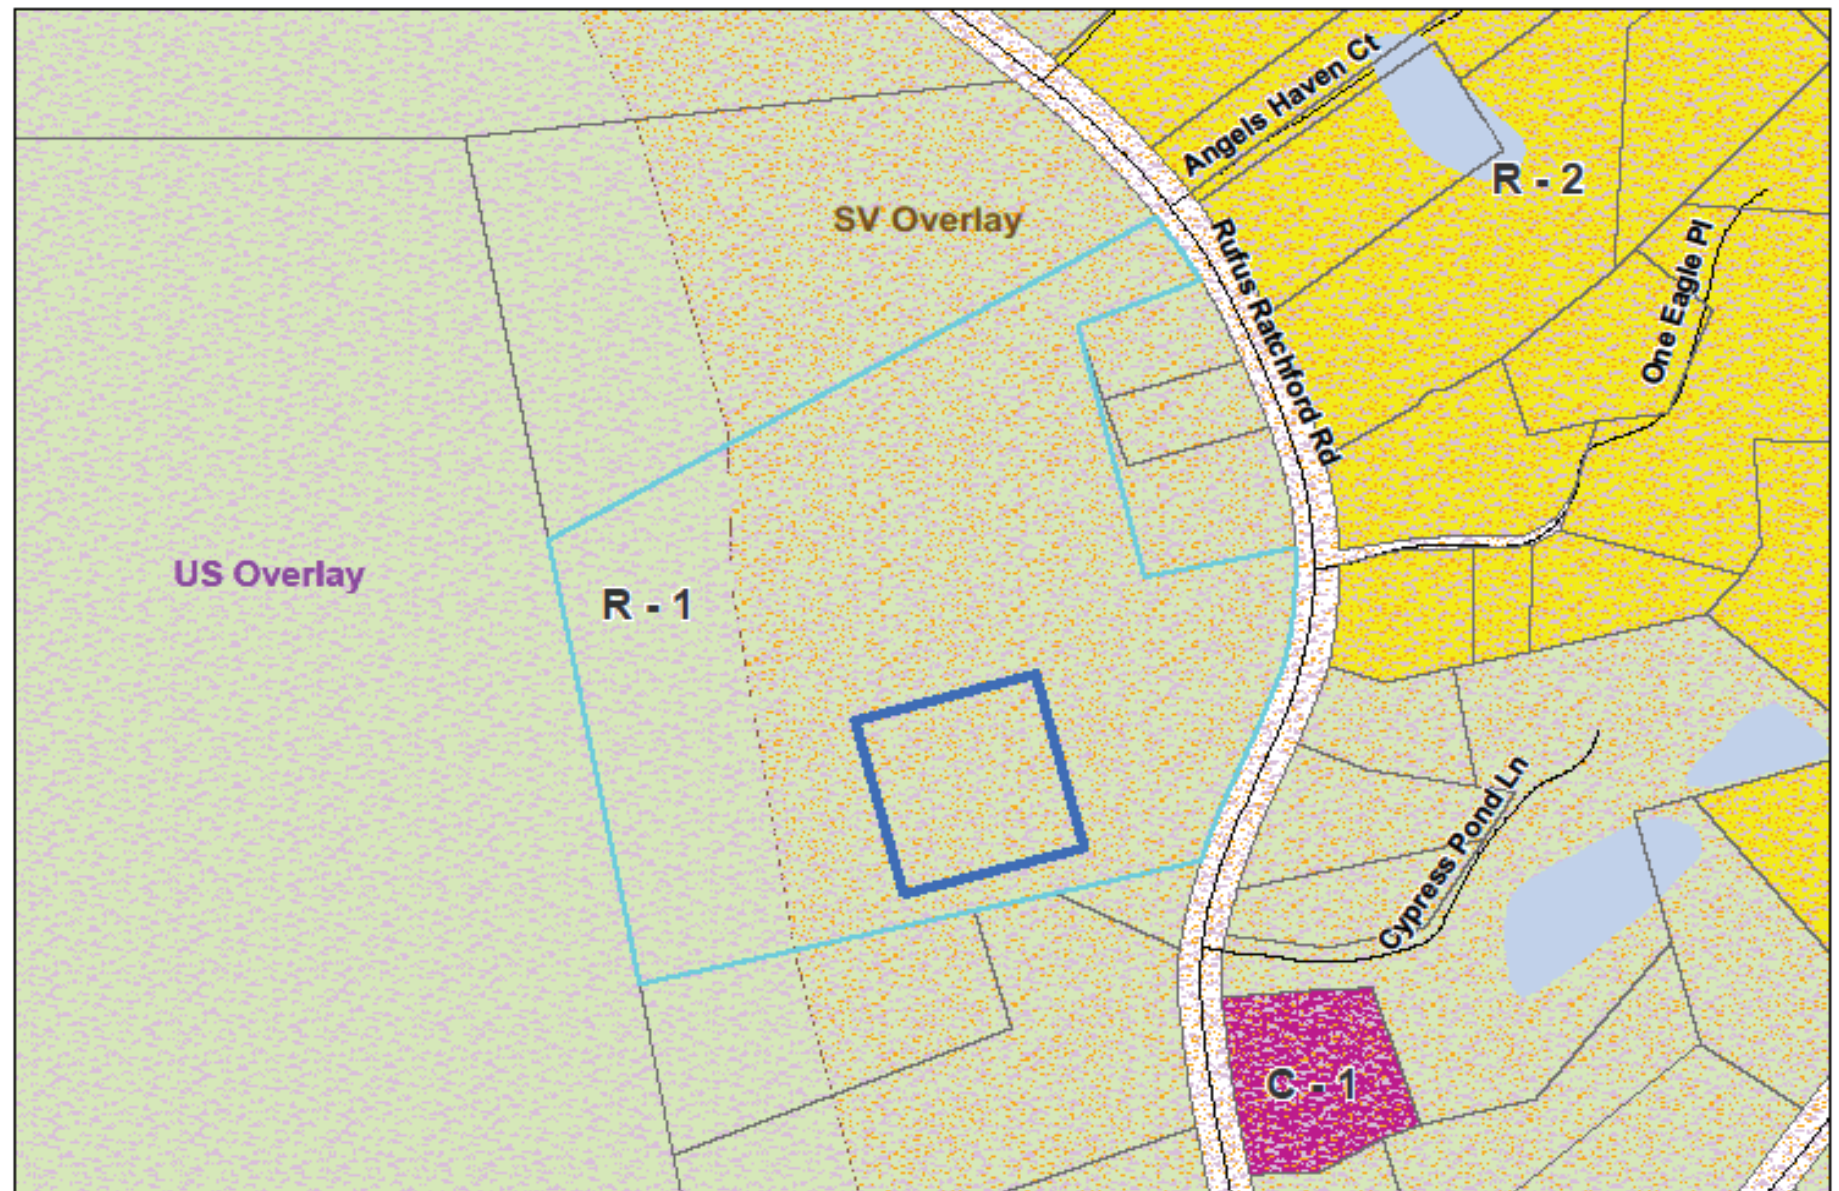 Angels Haven Ct
R - 2
SV Overlay
Rufus Ratchford Rd
One Eagle Pl
US Overlay
R - 1
Cypress Pond Ln
C - 1